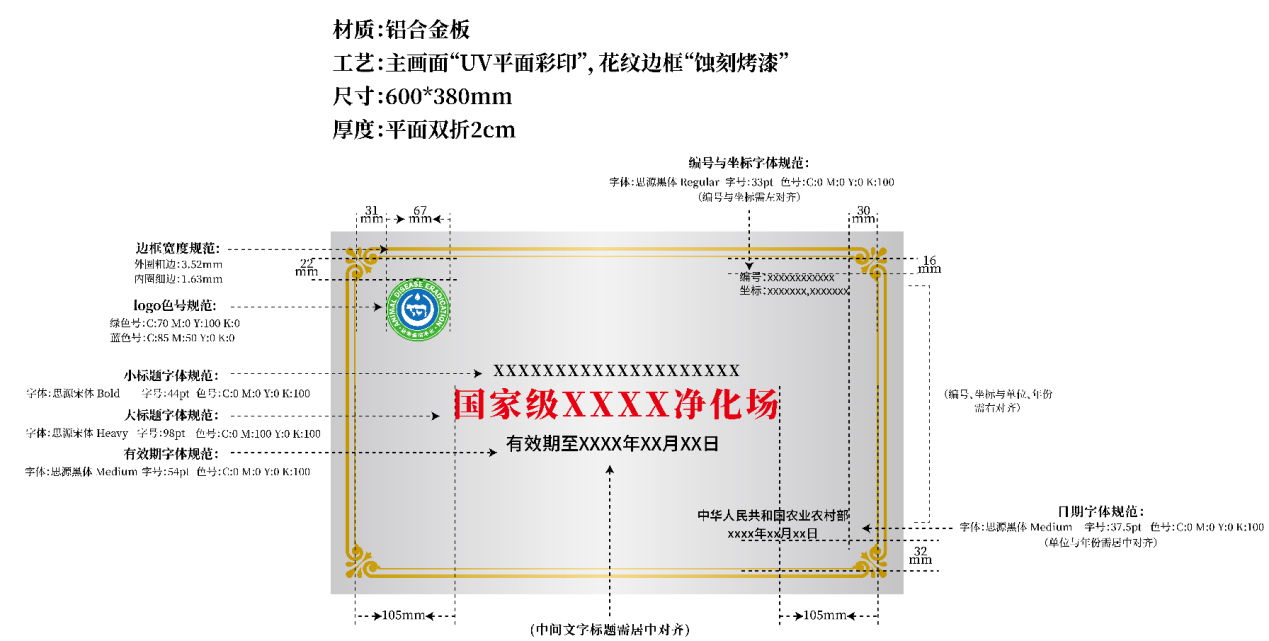 材质:铝合金板
工艺:主画面“UV平面彩印”,花纹边框“蚀刻烤漆”
尺寸:600*380mm
厚度:平面双折2cm
编号与坐标字体规范:
字体:思源黑体 Regular 字号:33pt 色号:C:0 M:0 Y:0 K:100
(编号与坐标需左对齐)
31 mm
67 mm
30 mm
边框宽度规范:
外围粗边:3.52mm
内圈细边:1.63mm
22 mm
16 mm
编号:xxxxxxxxxxxx
坐标:xxxxxxx,xxxxxxx
ANIMAL DISEASE ERADICATION
logo色号规范:
绿色号:C:70 M:0 Y:100 K:0
蓝色号:C:85 M:50 Y:0 K:0
小标题字体规范:
字体:思源宋体 Bold 字号:44pt 色号:C:0 M:0 Y:0 K:100
XXXXXXXXXXXXXXXXXXXX
大标题字体规范:
字体:思源宋体 Heavy 字号:98pt 色号:C:0 M:100 Y:0 K:100
国家级XXXX净化场
(编号、坐标与单位、年份
需右对齐)
有效期字体规范:
字体:思源黑体 Medium 字号:54pt 色号:C:0 M:0 Y:0 K:100
有效期至XXXX年XX月XX日
中华人民共和国农业农村部
xxxx年xx月xx日
日期字体规范:
字体:思源黑体 Medium 字号:37.5pt 色号:C:0 M:0 Y:0 K:100
(单位与年份需居中对齐)
32 mm
105mm
105mm
(中间文字标题需居中对齐)